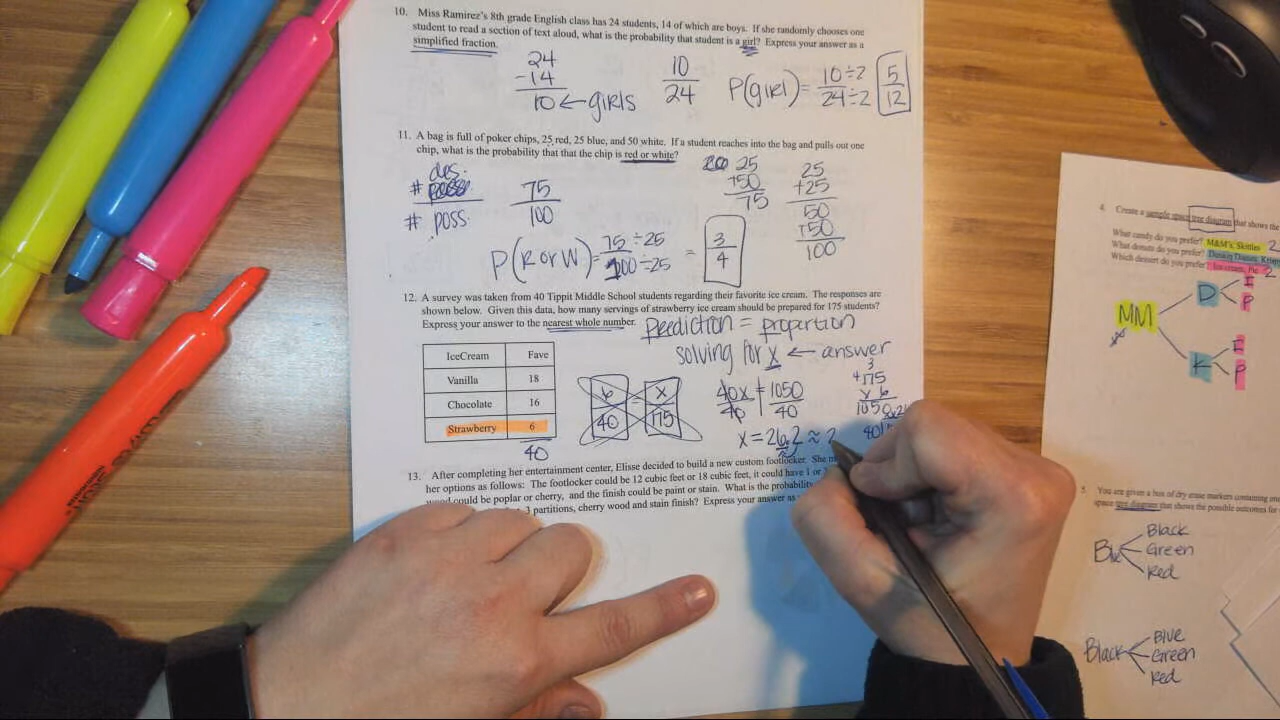 10. Miss Ramirez's 8th grade English class has 24 students, 14 of which are boys. If she randomly chooses one
student to read a section of text aloud, what is the probability that student is a girl? Express your answer as a
simplified fraction.
24
-14
10 ← girls
10
24
P(girl) = 10÷2
24÷2
5
12
11. A bag is full of poker chips, 25 red, 25 blue, and 50 white. If a student reaches into the bag and pulls out one
chip, what is the probability that that the chip is red or white?
# des.
# poss.
75
100
25
+50
75
25
+25
50
+50
100
P(R or W) = 75÷25
100÷25
=
3
4
12. A survey was taken from 40 Tippit Middle School students regarding their favorite ice cream. The responses are
shown below. Given this data, how many servings of strawberry ice cream should be prepared for 175 students?
Express your answer to the nearest whole number.
prediction = proportion
solving for x ← answer
IceCream Fave
Vanilla 18
Chocolate 16
Strawberry 6
40
6 = x
40 175
40x = 1050
40 40
x = 26.2 ≈ 2
3
4175
x 6
1050
13. After completing her entertainment center, Elisse decided to build a new custom footlocker. She
her options as follows: The footlocker could be 12 cubic feet or 18 cubic feet, it could have 1 or
could be poplar or cherry, and the finish could be paint or stain. What is the probability
3 partitions, cherry wood and stain finish? Express your answer as
4. Create a sample space tree diagram that shows the
What candy do you prefer? M&M's, Skittles 2
What donuts do you prefer? Dunkin Donuts,
Which dessert do you prefer? Ice cream, Pie 2
MM
D
I
P
K
I
P
5. You are given a box of dry erase markers containing
space tree diagram that shows the possible outcomes for
Blue
Black
Green
Red
Black
Blue
Green
Red